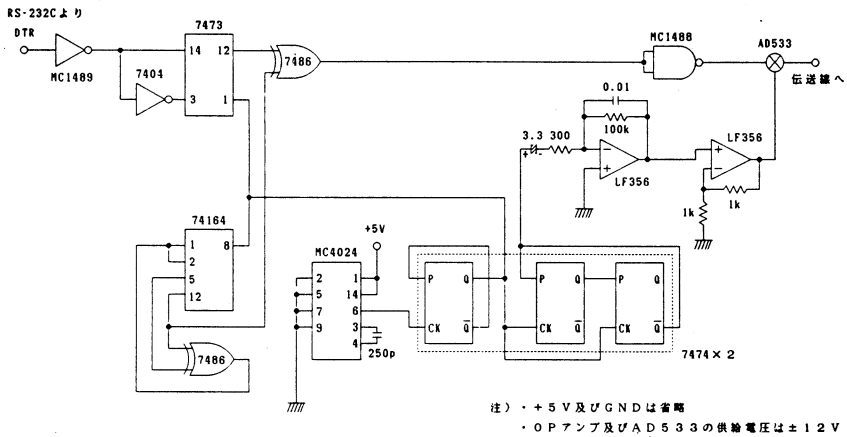 RS-232Cより
DTR
MC1489
7404
7473
14
12
3
1
7486
MC1488
AD533
伝送線へ
0.01
100k
3.3 300
LF356
LF356
1k
1k
74164
1
2
5
12
8
7486
+5V
MC4024
2
5
7
9
1
14
6
3
4
250p
P
Q
CK
Q
P
Q
CK
Q
P
Q
CK
Q
7474×2
注)・+5V及びGNDは省略
・OPアンプ及びAD533の供給電圧は±12V